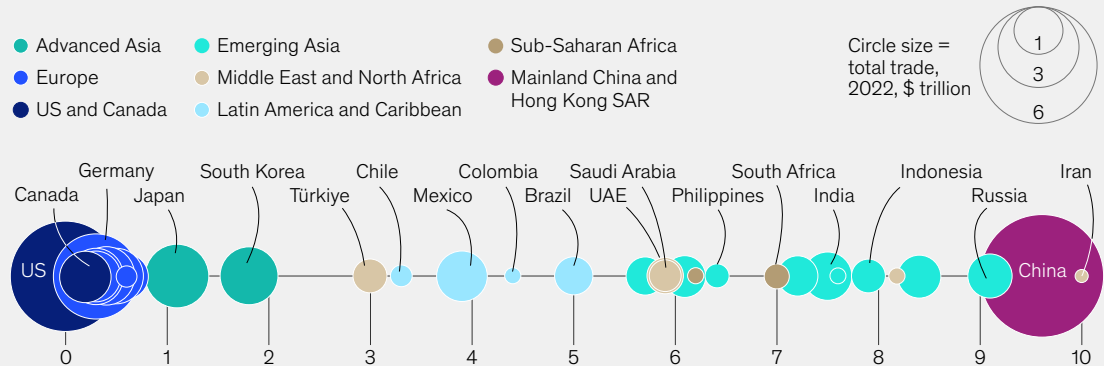 Advanced Asia
Emerging Asia
Sub-Saharan Africa
Europe
Middle East and North Africa
Mainland China and
Hong Kong SAR
US and Canada
Latin America and Caribbean
Circle size =
total trade,
2022, $ trillion
1
3
6
Germany
South Korea
Chile
Colombia
Saudi Arabia
South Africa
Indonesia
Iran
Canada
Japan
Türkiye
Mexico
Brazil
UAE
Philippines
India
Russia
US
China
0 1 2 3 4 5 6 7 8 9 10